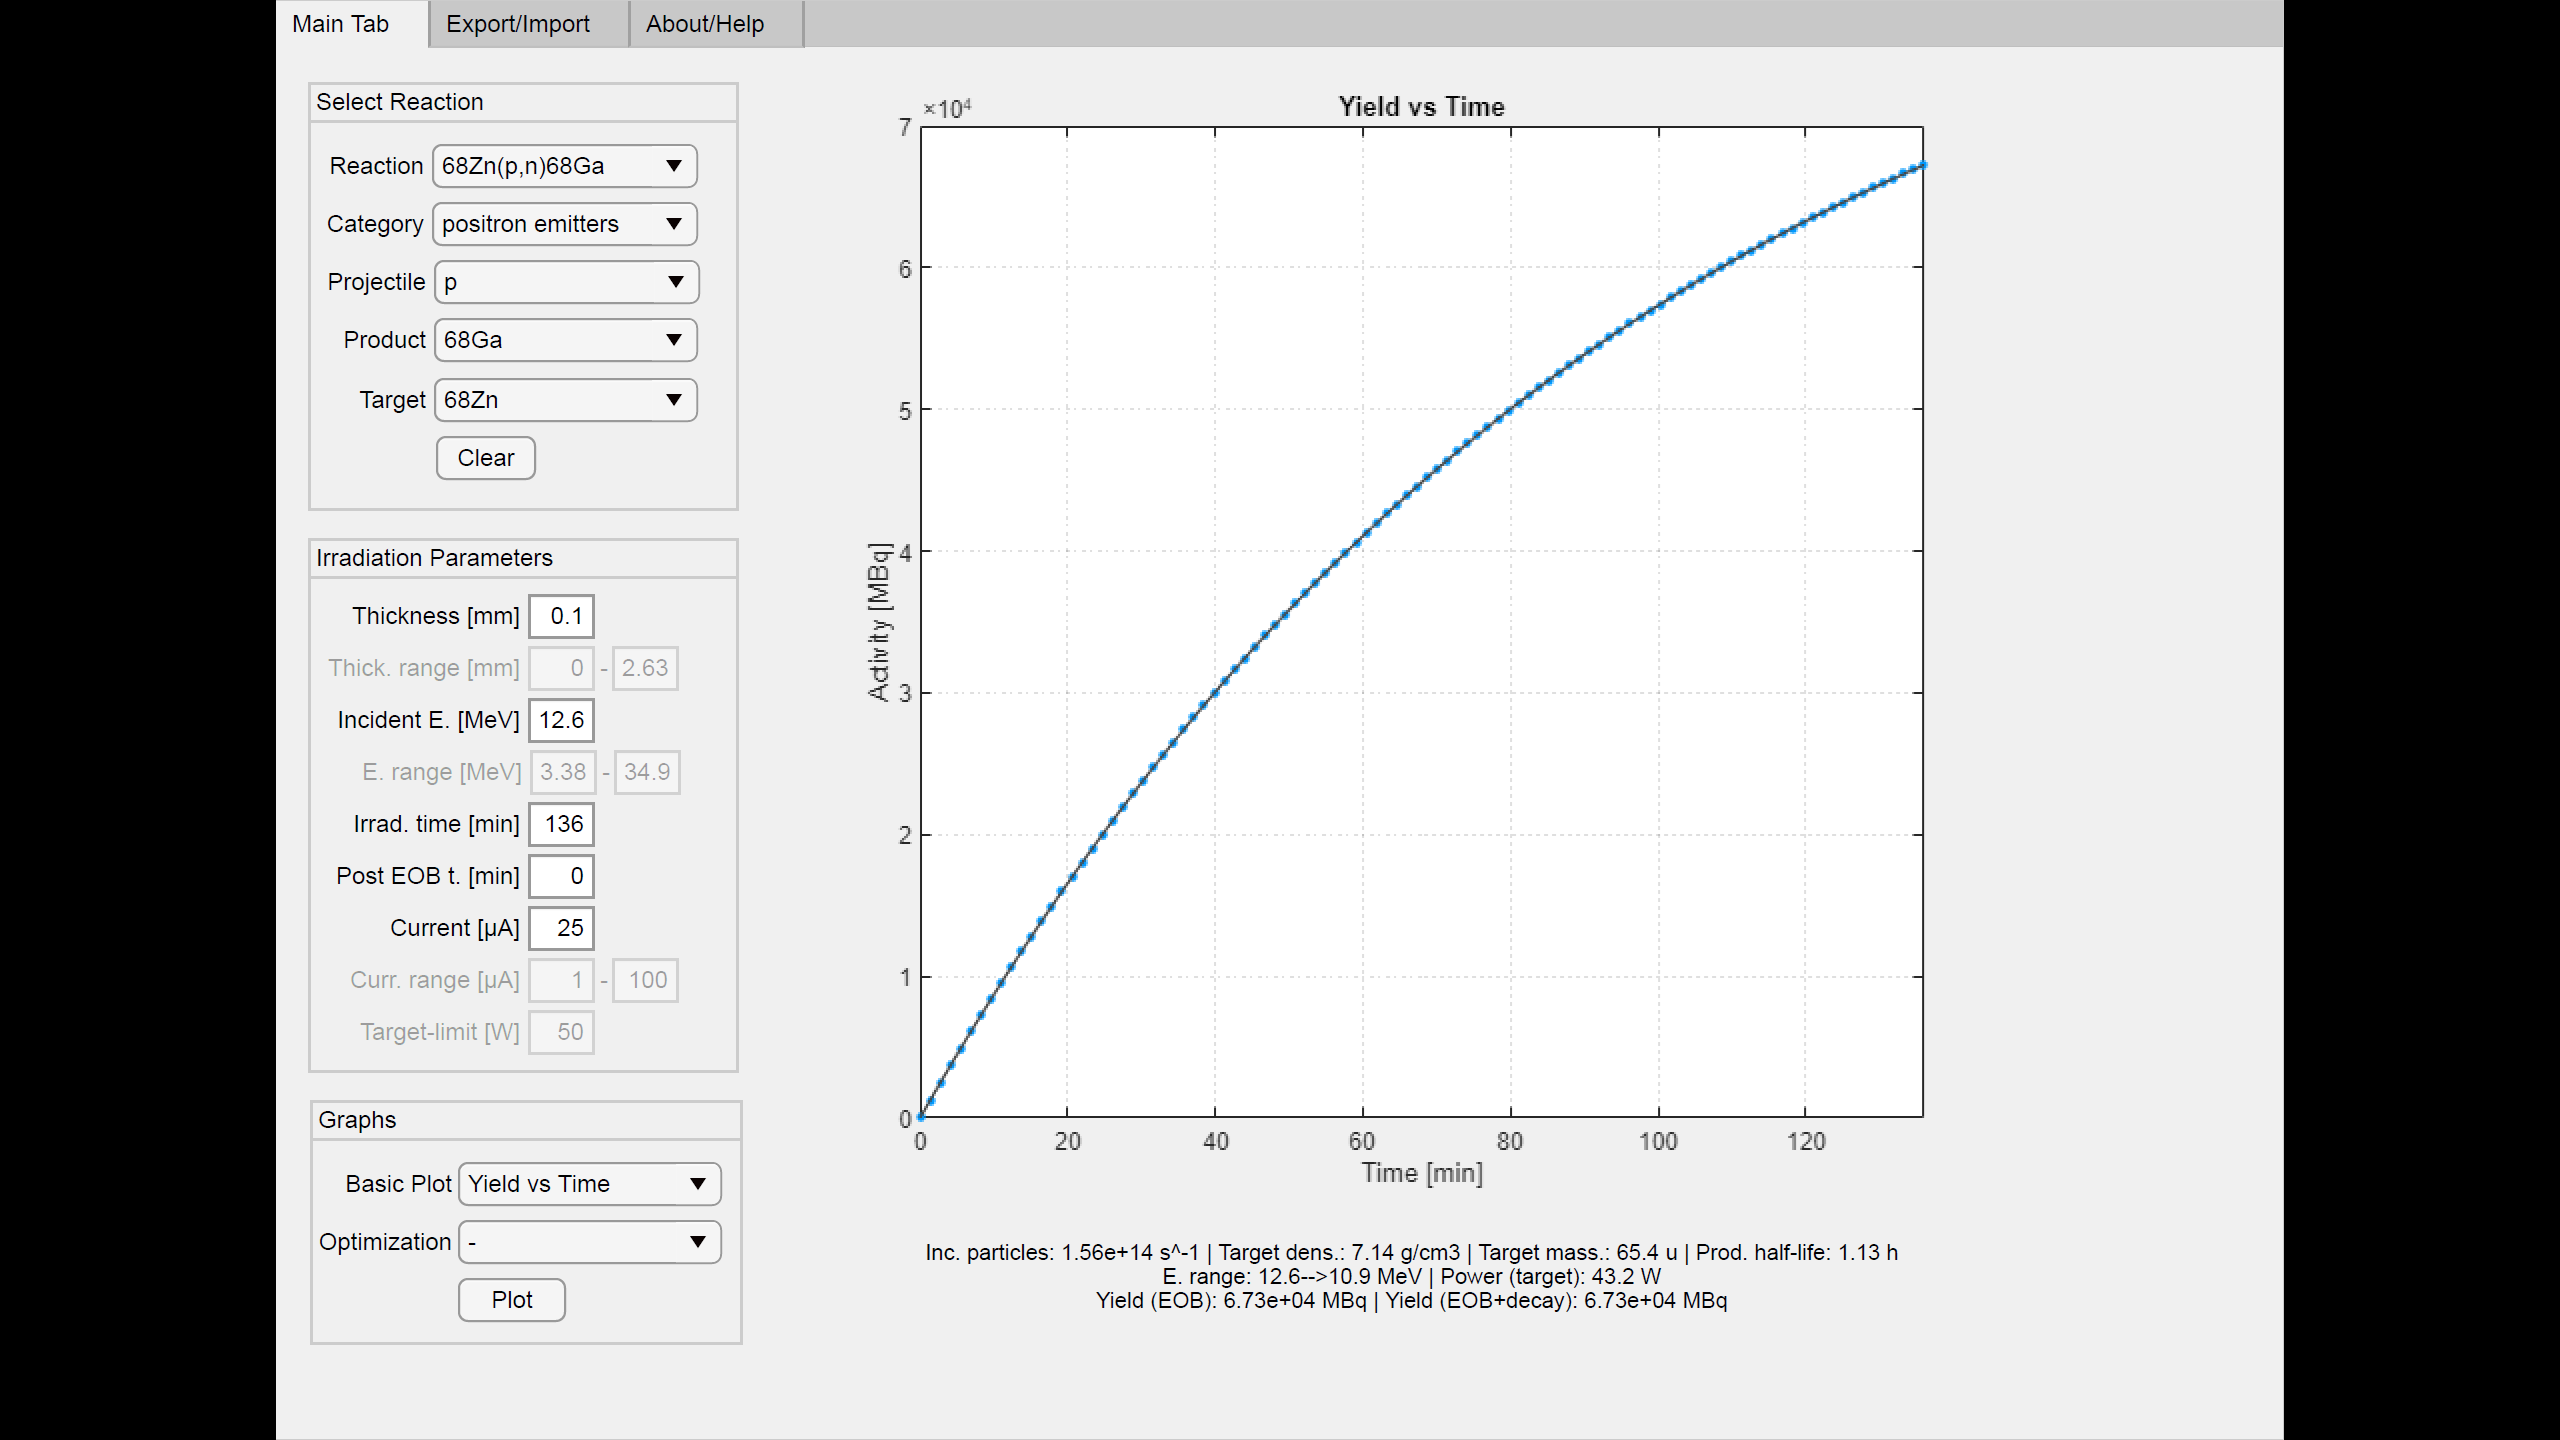 Main Tab
Export/Import
About/Help
Select Reaction
Reaction 68Zn(p,n)68Ga
Category positron emitters
Projectile p
Product 68Ga
Target 68Zn
Clear
Irradiation Parameters
Thickness [mm] 0.1
Thick. range [mm] 0 - 2.63
Incident E. [MeV] 12.6
E. range [MeV] 3.38 - 34.9
Irrad. time [min] 136
Post EOB t. [min] 0
Current [µA] 25
Curr. range [µA] 1 - 100
Target-limit [W] 50
Graphs
Basic Plot Yield vs Time
Optimization -
Plot
Yield vs Time
×10⁴
7
6
5
4
3
2
1
0
Activity [MBq]
0 20 40 60 80 100 120
Time [min]
Inc. particles: 1.56e+14 s^-1 | Target dens.: 7.14 g/cm3 | Target mass.: 65.4 u | Prod. half-life: 1.13 h
E. range: 12.6-->10.9 MeV | Power (target): 43.2 W
Yield (EOB): 6.73e+04 MBq | Yield (EOB+decay): 6.73e+04 MBq